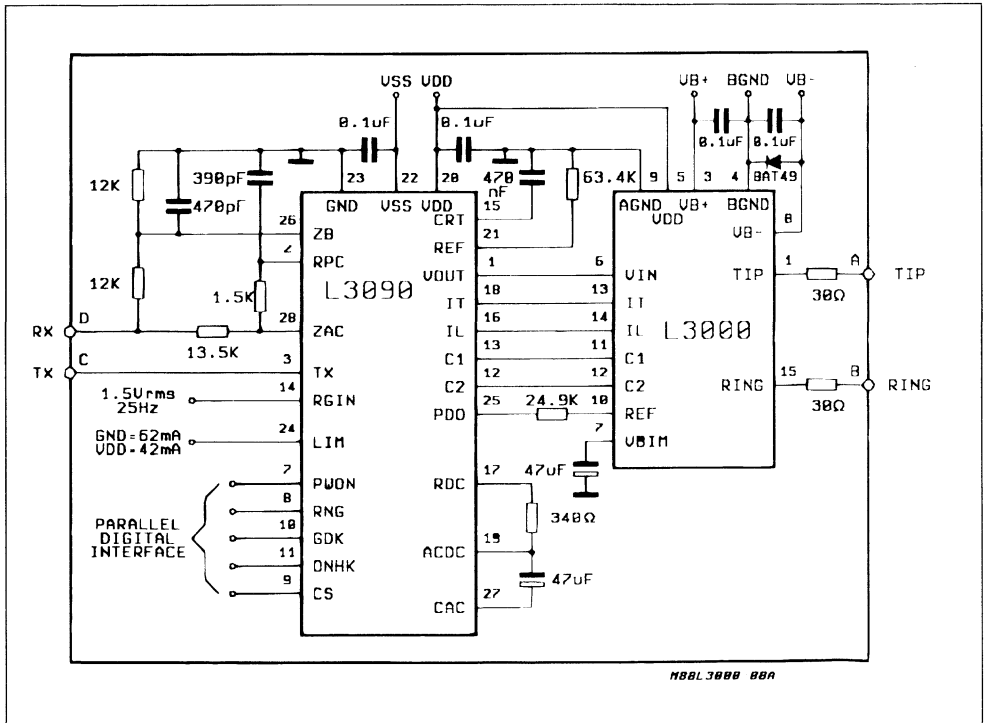 VSS VDD VB+ BGND VB-
0.1uF 0.1uF 0.1uF 0.1uF
12K 390pF 470pF
23 22 20 470 nF 63.4K 9 5 3 4 BAT49
GND VSS VDD 15 AGND VB+ BGND
CRT VDD 8
26 21 VB-
ZB REF
2 1 6 1 A
RPC VOUT VIN TIP TIP
12K 1.5K L3090 18 13 30Ω
IT IT
D 28 16 14 L3000
RX ZAC IL IL
13.5K 13 11
C 3 C1 C1
TX TX 12 12 15 B
1.5Vrms 14 C2 C2 RING RING
25Hz RGIN 25 24.9K 10 30Ω
PDO REF
GND=62mA 24 7
VDD=42mA LIM VBIM
7 47uF
PWON 17
8 RDC
RNG
PARALLEL 10 340Ω
DIGITAL GDK 19
INTERFACE 11 ACDC
ONHK
9 47uF
CS 27
CAC
M88L3000 08A